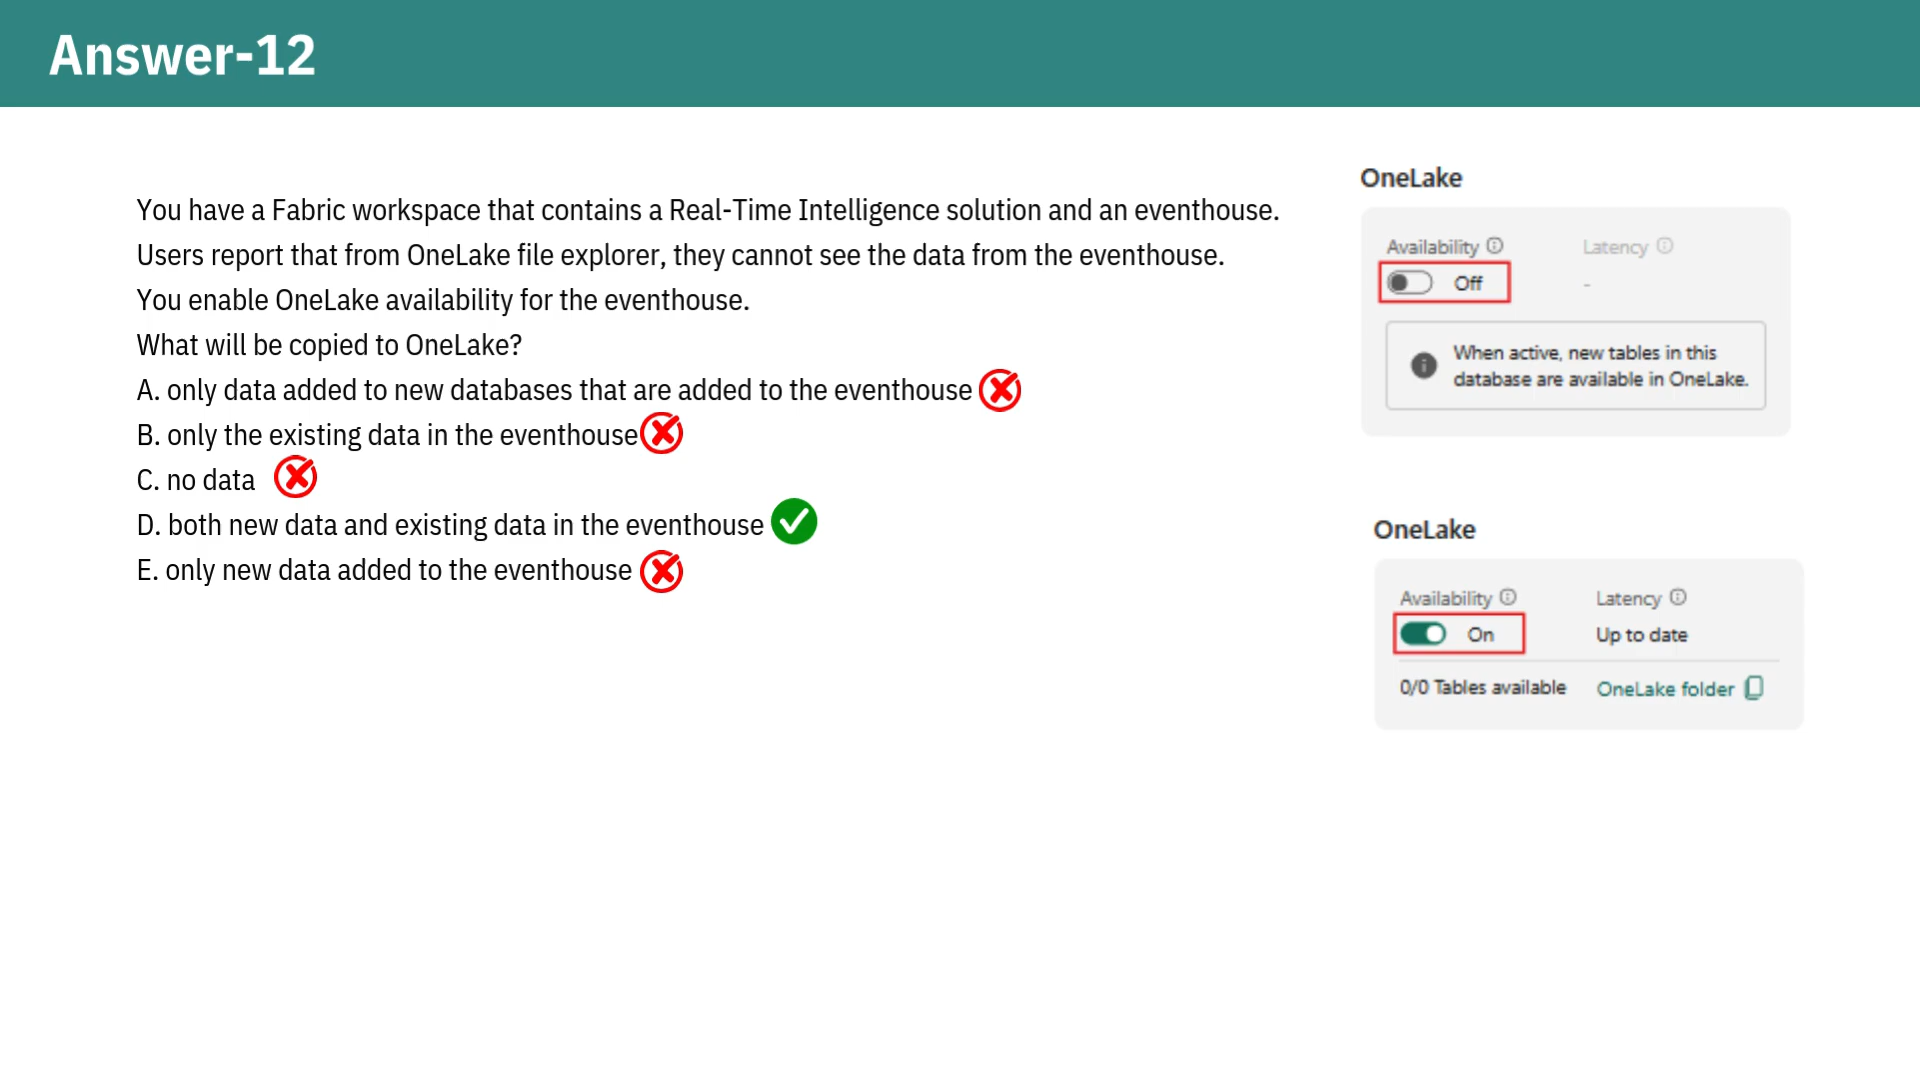 Answer-12
You have a Fabric workspace that contains a Real-Time Intelligence solution and an eventhouse.
Users report that from OneLake file explorer, they cannot see the data from the eventhouse.
You enable OneLake availability for the eventhouse.
What will be copied to OneLake?
A. only data added to new databases that are added to the eventhouse
B. only the existing data in the eventhouse
C. no data
D. both new data and existing data in the eventhouse
E. only new data added to the eventhouse
OneLake
Availability Latency
Off -
When active, new tables in this
database are available in OneLake.
OneLake
Availability Latency
On Up to date
0/0 Tables available OneLake folder